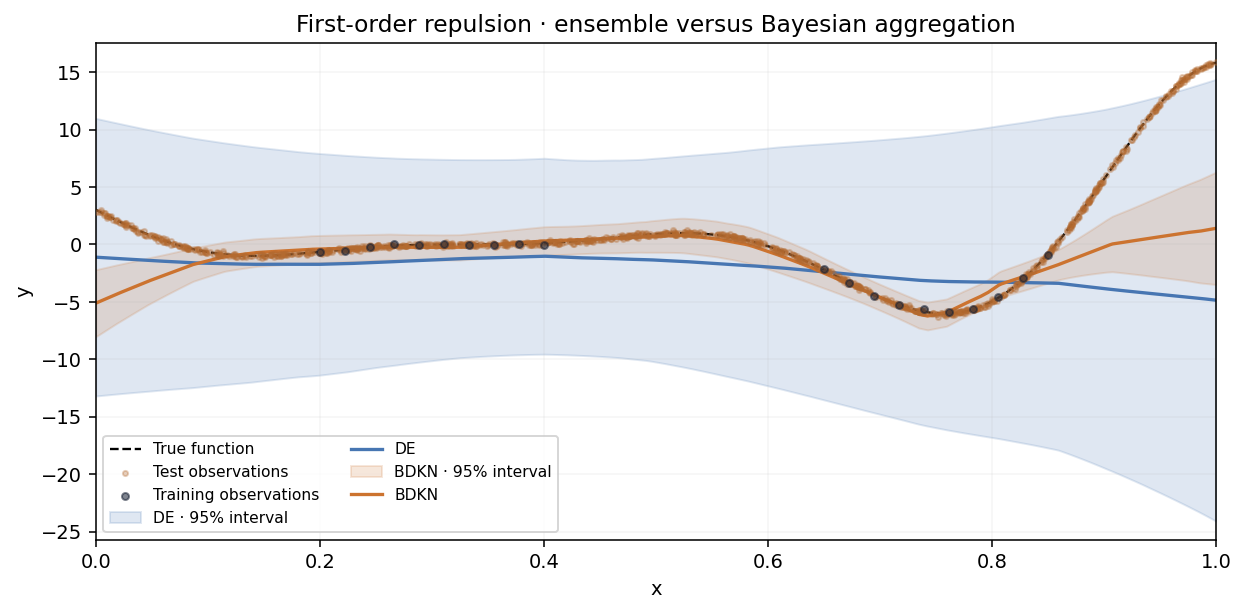 First-order repulsion · ensemble versus Bayesian aggregation
y
15
10
5
0
−5
−10
−15
−20
−25
True function
Test observations
Training observations
DE · 95% interval
DE
BDKN · 95% interval
BDKN
0.0 0.2 0.4 0.6 0.8 1.0
x